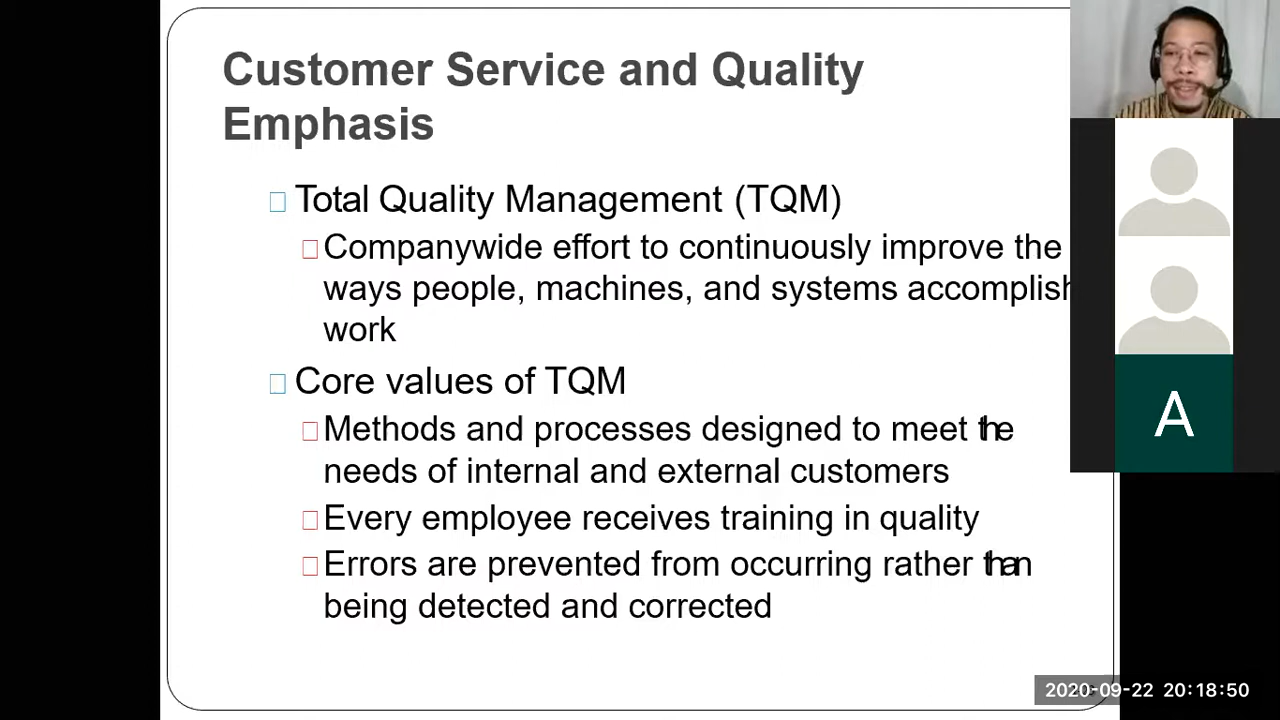 Customer Service and Quality
Emphasis
Total Quality Management (TQM)
Companywide effort to continuously improve the
ways people, machines, and systems accomplish
work
Core values of TQM
Methods and processes designed to meet the
needs of internal and external customers
Every employee receives training in quality
Errors are prevented from occurring rather than
being detected and corrected
A
2020-09-22 20:18:50